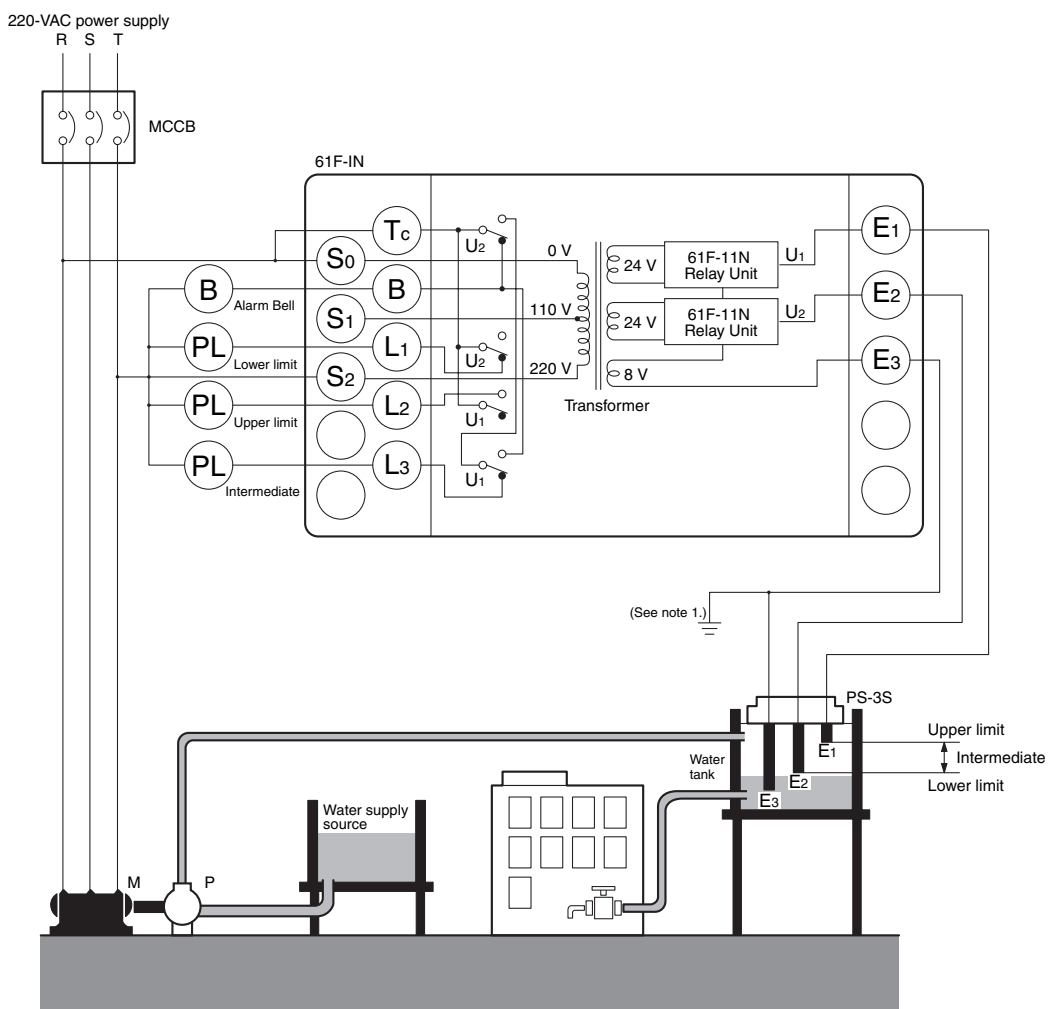 220-VAC power supply
R S T
MCCB
61F-IN
Tc
S0
U2
0 V
24 V
61F-11N
Relay Unit
U1
E1
B
Alarm Bell
B
S1
110 V
24 V
61F-11N
Relay Unit
U2
E2
PL
Lower limit
L1
U2
S2
220 V
8 V
E3
Transformer
PL
Upper limit
L2
U1
PL
Intermediate
L3
U1
(See note 1.)
PS-3S
Upper limit
Intermediate
Lower limit
Water
tank
E1
E2
E3
Water supply
source
M
P